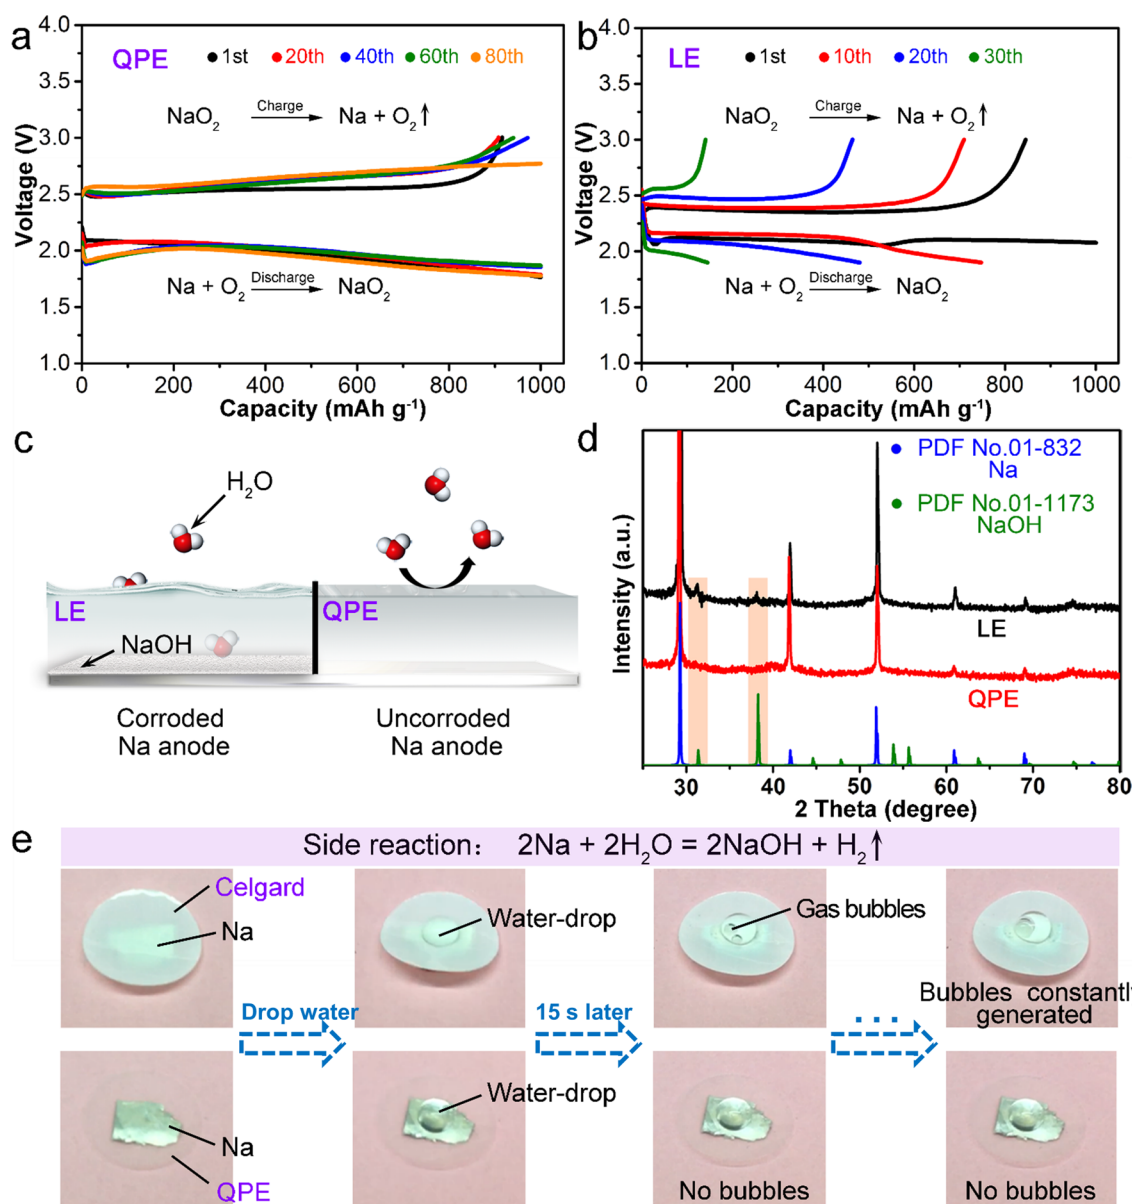 a
QPE
1st 20th 40th 60th 80th
NaO₂ Charge Na + O₂↑
Na + O₂ Discharge NaO₂
Voltage (V)
4.0
3.5
3.0
2.5
2.0
1.5
1.0
0 200 400 600 800 1000
Capacity (mAh g⁻¹)
b
LE
1st 10th 20th 30th
NaO₂ Charge Na + O₂↑
Na + O₂ Discharge NaO₂
Voltage (V)
4.0
3.5
3.0
2.5
2.0
1.5
1.0
0 200 400 600 800 1000
Capacity (mAh g⁻¹)
c
H₂O
LE
QPE
NaOH
Corroded
Na anode
Uncorroded
Na anode
d
PDF No.01-832
Na
PDF No.01-1173
NaOH
Intensity (a.u.)
LE
QPE
30 40 50 60 70 80
2 Theta (degree)
e
Side reaction: 2Na + 2H₂O = 2NaOH + H₂↑
Celgard
Na
Water-drop
Gas bubbles
Bubbles constantly
generated
Drop water
15 s later
...
Na
QPE
Water-drop
No bubbles
No bubbles